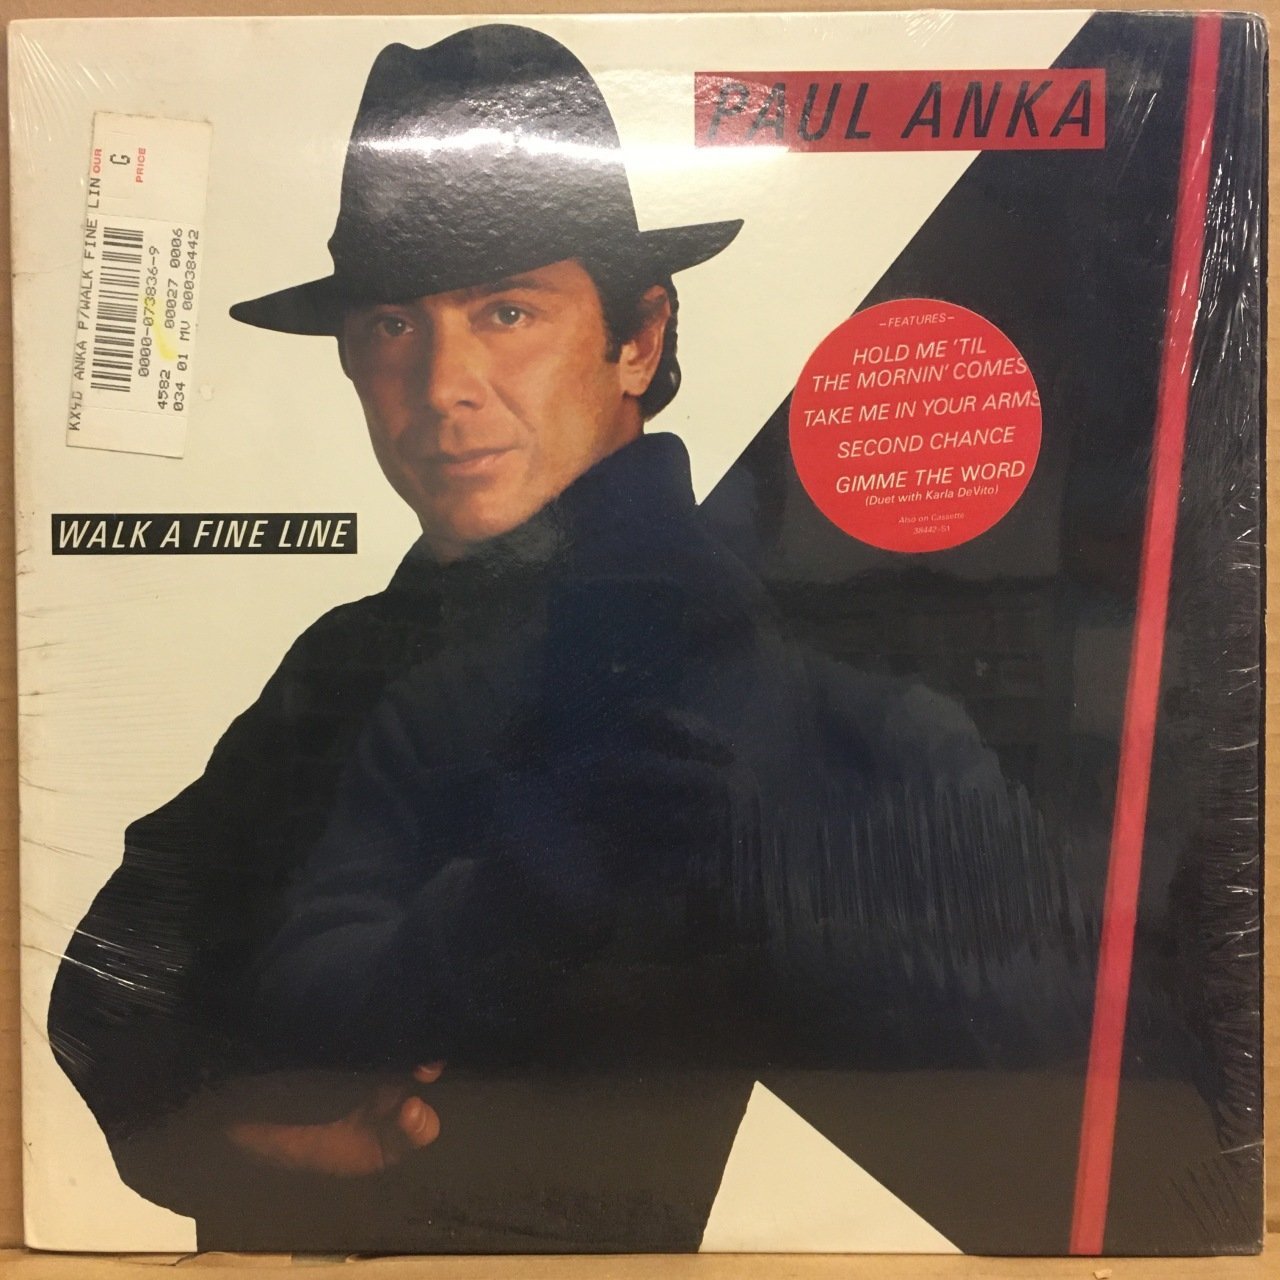 PAUL ANKA
WALK A FINE LINE
-FEATURES-
HOLD ME 'TIL
THE MORNIN' COMES
TAKE ME IN YOUR ARMS
SECOND CHANCE
GIMME THE WORD
(Duet with Karla DeVito)
Also on Cassette
38442-S1
OUR
G
PRICE
ANKA P/WALK FINE LIN
0000-073836-9
4582 00027 0006
034 01 MU 00038442